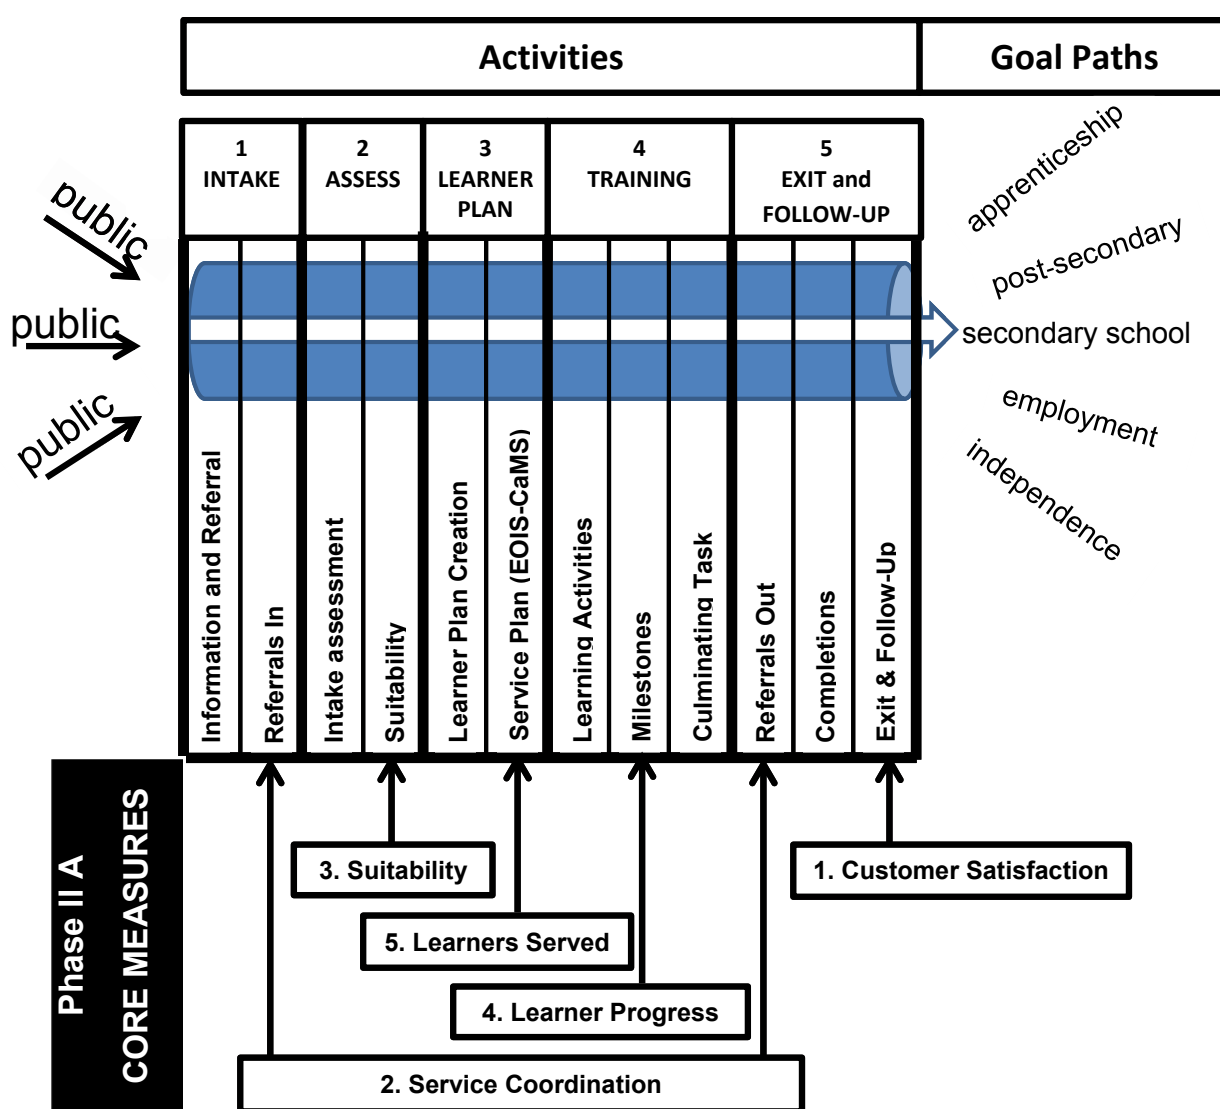 Activities
Goal Paths
1
INTAKE
2
ASSESS
3
LEARNER
PLAN
4
TRAINING
5
EXIT and
FOLLOW-UP
public
public
public
apprenticeship
post-secondary
secondary school
employment
independence
Information and Referral
Referrals In
Intake assessment
Suitability
Learner Plan Creation
Service Plan (EOIS-CaMS)
Learning Activities
Milestones
Culminating Task
Referrals Out
Completions
Exit & Follow-Up
Phase II A
CORE MEASURES
3. Suitability
1. Customer Satisfaction
5. Learners Served
4. Learner Progress
2. Service Coordination